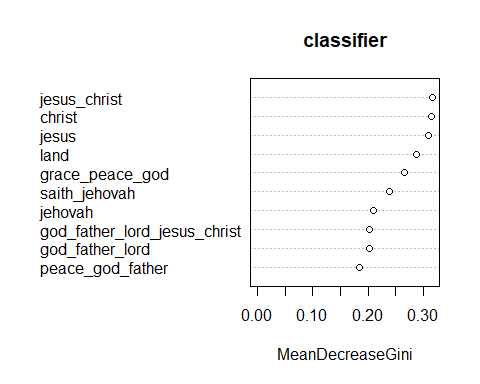 classifier
jesus_christ
christ
jesus
land
grace_peace_god
saith_jehovah
jehovah
god_father_lord_jesus_christ
god_father_lord
peace_god_father
0.00 0.10 0.20 0.30
MeanDecreaseGini